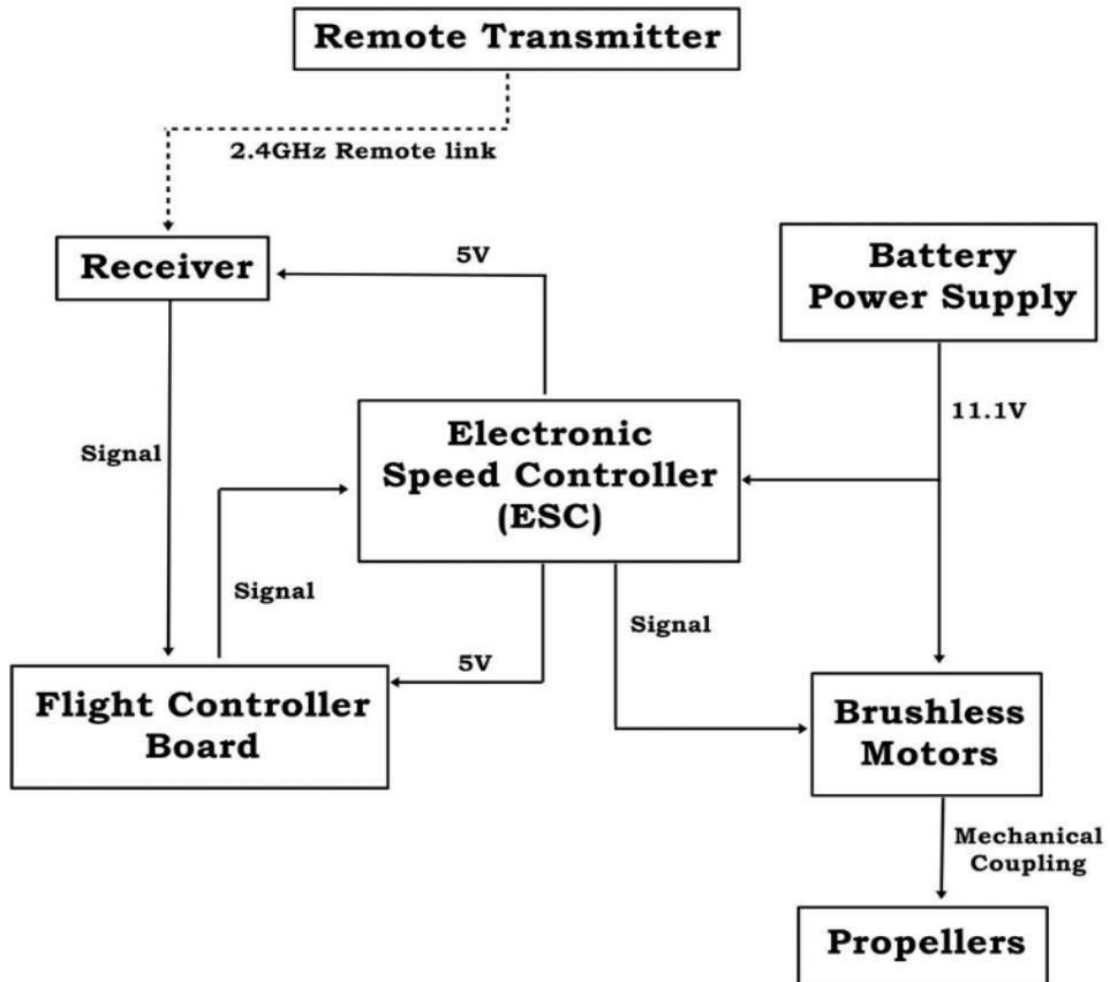 Remote Transmitter
2.4GHz Remote link
Receiver
5V
Battery
Power Supply
11.1V
Signal
Electronic
Speed Controller
(ESC)
Signal
Signal
5V
Flight Controller
Board
Brushless
Motors
Mechanical
Coupling
Propellers